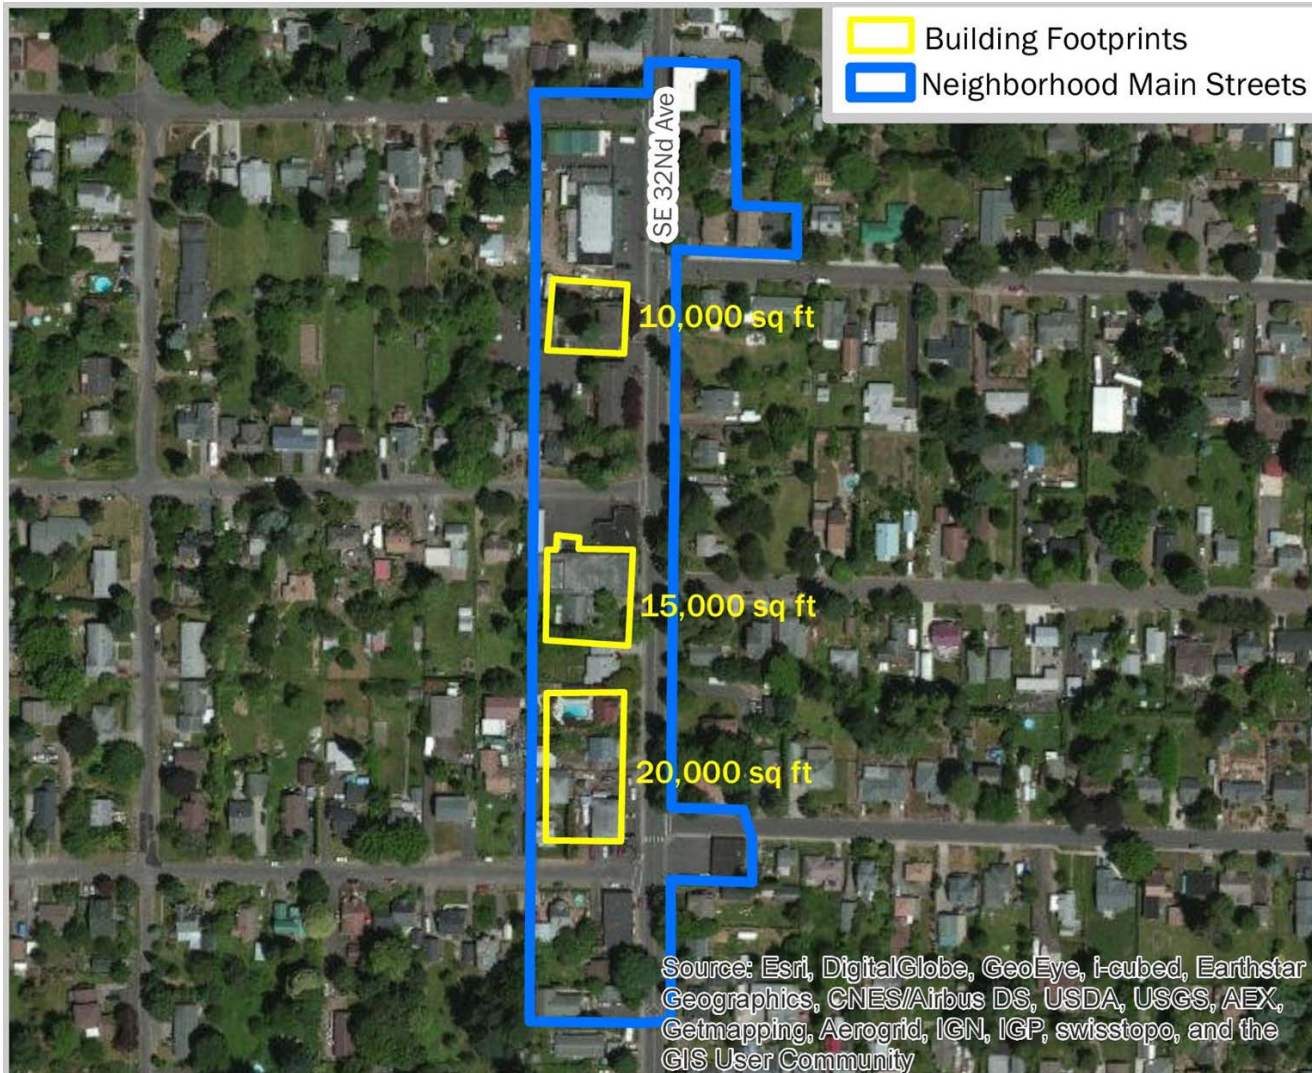 Building Footprints
Neighborhood Main Streets
SE 32Nd Ave
10,000 sq ft
15,000 sq ft
20,000 sq ft
Source: Esri, DigitalGlobe, GeoEye, i-cubed, Earthstar
Geographics, CNES/Airbus DS, USDA, USGS, AEX,
Getmapping, Aerogrid, IGN, IGP, swisstopo, and the
GIS User Community